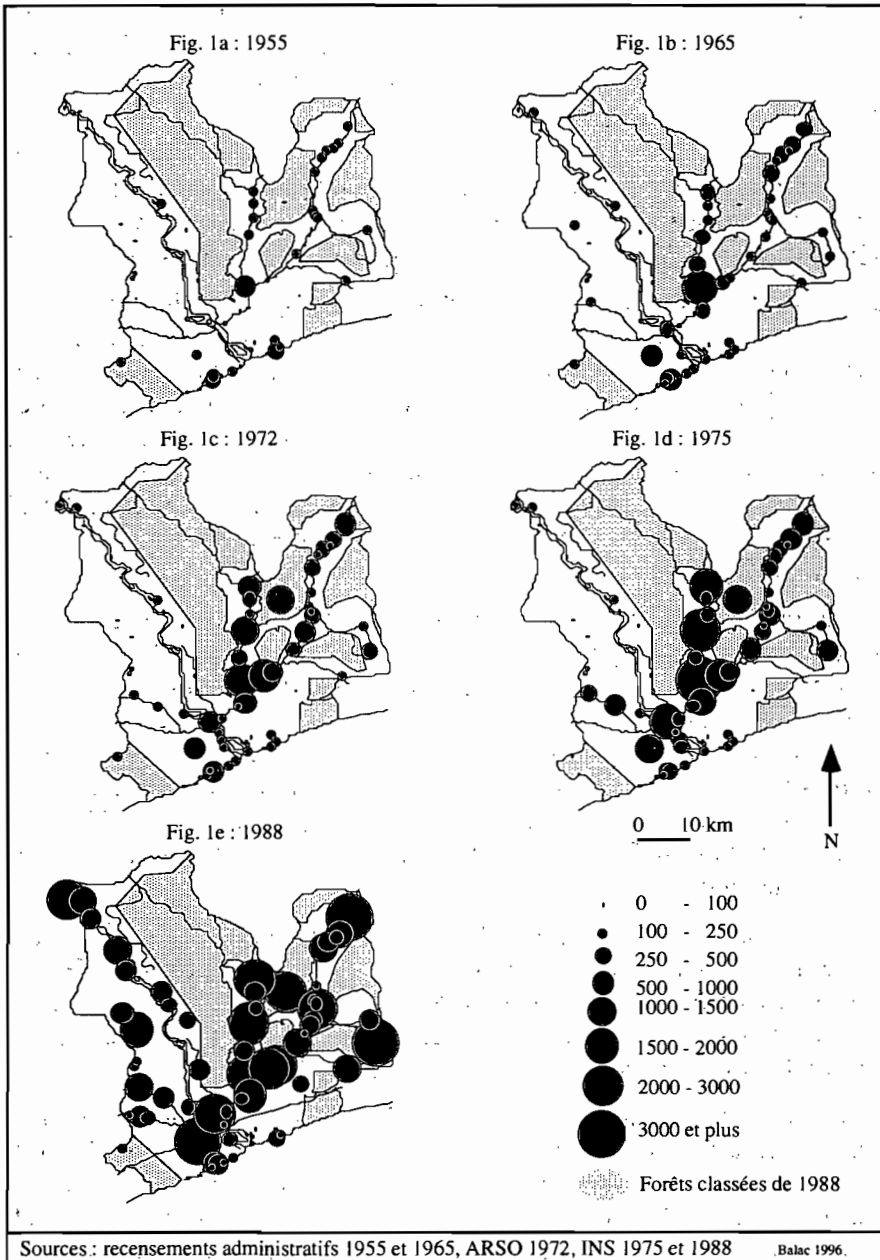 Fig. 1a : 1955
Fig. 1b : 1965
Fig. 1c : 1972
Fig. 1d : 1975
Fig. 1e : 1988
0 10 km
N
0 - 100
100 - 250
250 - 500
500 - 1000
1000 - 1500
1500 - 2000
2000 - 3000
3000 et plus
Forêts classées de 1988
Sources : recensements administratifs 1955 et 1965, ARSO 1972, INS 1975 et 1988
Balac 1996